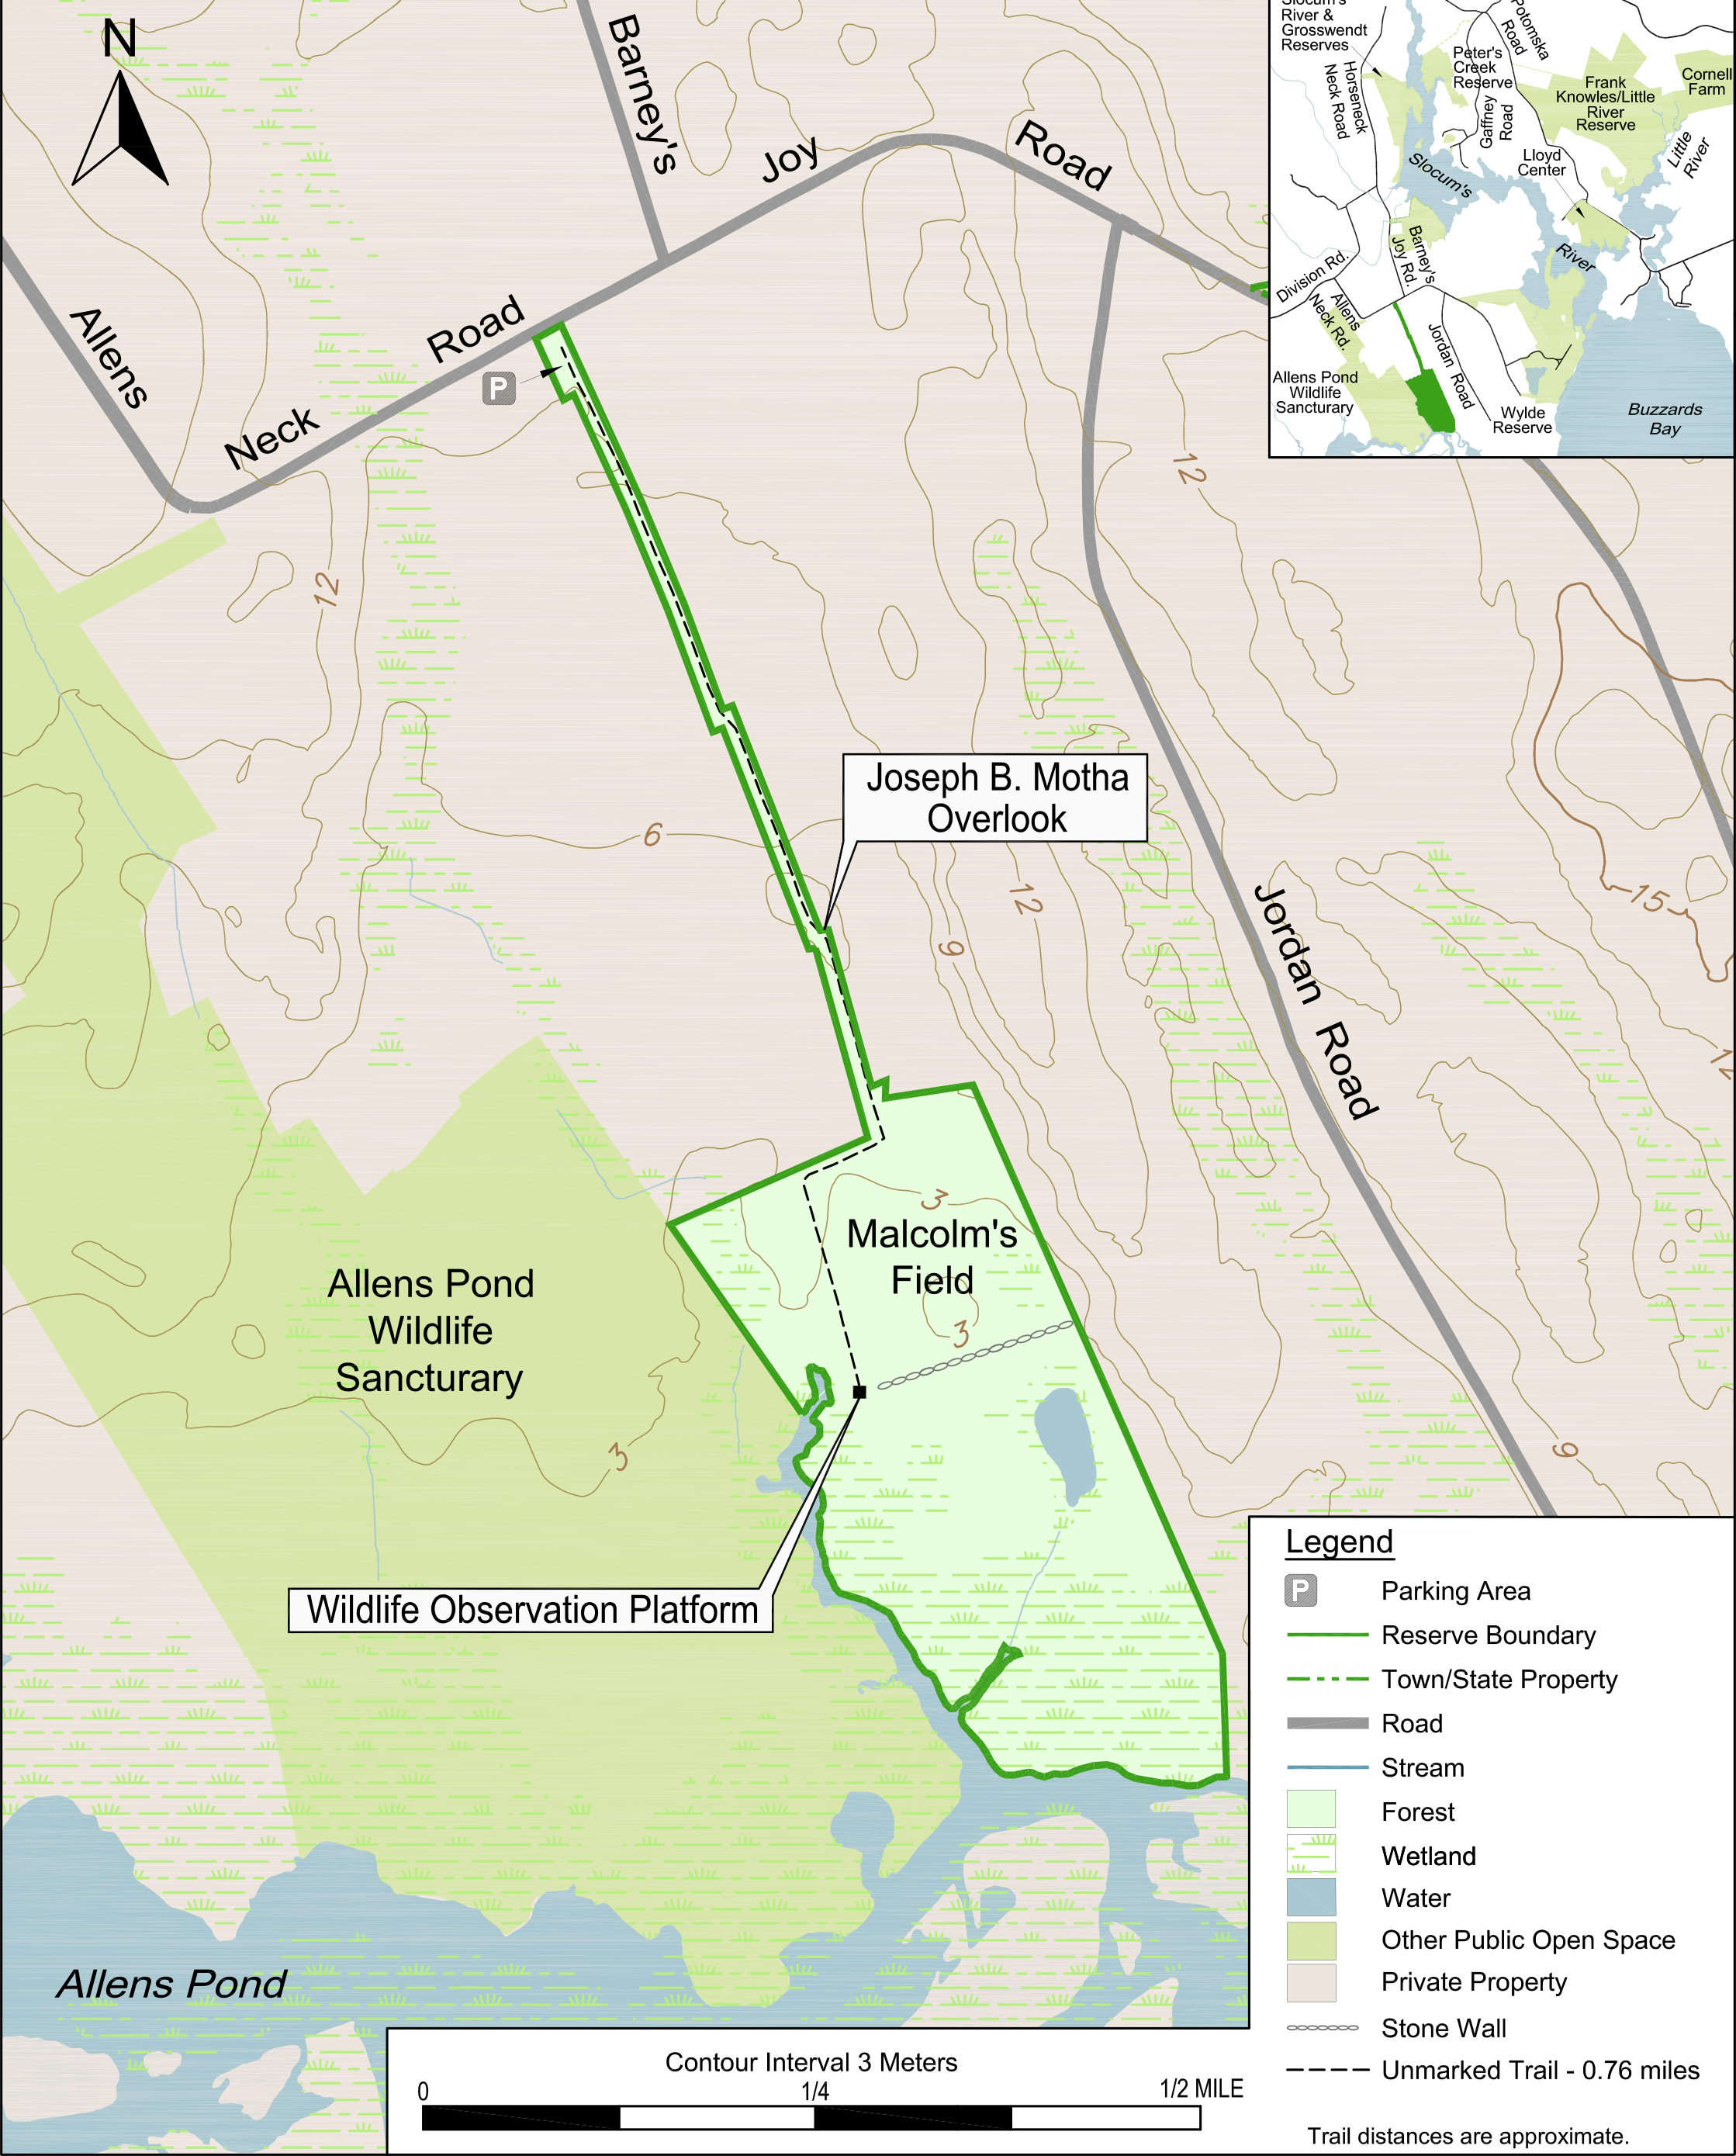 N
Barney's
Joy
Road
Allens
Neck
Road
P
12
12
Joseph B. Motha
Overlook
6
12
9
15
Jordan Road
3
Malcolm's
Field
3
Allens Pond
Wildlife
Sancturary
3
9
Wildlife Observation Platform
Allens Pond
Slocum's
River &
Grosswendt
Reserves
Horseneck
Neck Road
Peter's
Creek
Reserve
Potomska
Road
Gaffney
Road
Frank
Knowles/Little
River
Reserve
Cornell
Farm
Little
River
Lloyd
Center
Slocum's
River
Barney's
Joy Rd.
Division Rd.
Allens
Neck Rd.
Jordan Road
Allens Pond
Wildlife
Sancturary
Wylde
Reserve
Buzzards
Bay
Legend
P Parking Area
Reserve Boundary
Town/State Property
Road
Stream
Forest
Wetland
Water
Other Public Open Space
Private Property
Stone Wall
Unmarked Trail - 0.76 miles
Trail distances are approximate.
Contour Interval 3 Meters
0 1/4 1/2 MILE